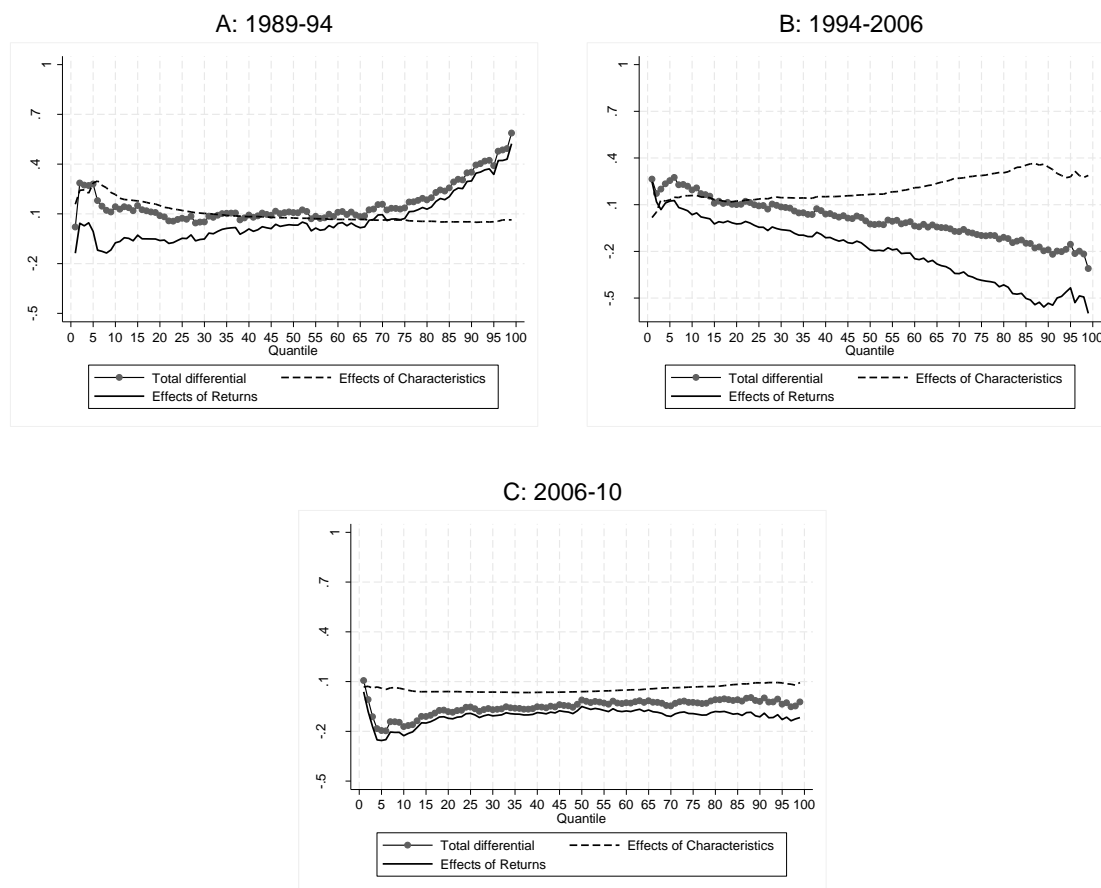 A: 1989-94
1
.7
.4
.1
-.2
-.5
0 5 10 15 20 25 30 35 40 45 50 55 60 65 70 75 80 85 90 95 100
Quantile
Total differential Effects of Characteristics
Effects of Returns
B: 1994-2006
1
.7
.4
.1
-.2
-.5
0 5 10 15 20 25 30 35 40 45 50 55 60 65 70 75 80 85 90 95 100
Quantile
Total differential Effects of Characteristics
Effects of Returns
C: 2006-10
1
.7
.4
.1
-.2
-.5
0 5 10 15 20 25 30 35 40 45 50 55 60 65 70 75 80 85 90 95 100
Quantile
Total differential Effects of Characteristics
Effects of Returns